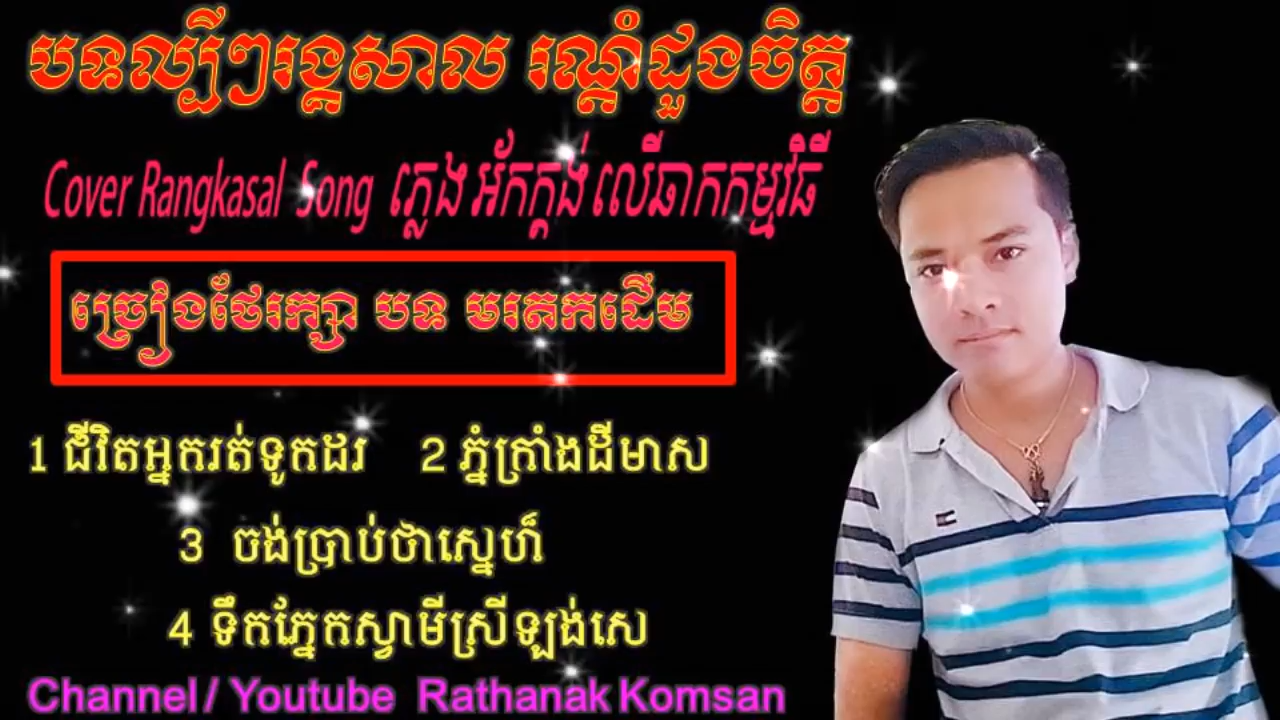 បទល្បីៗរង្គសាល រណ្តំដួងចិត្ត
Cover Rangkasal Song ភ្លេង អ័កក្តង់ លើឆាកកម្មវិធី
ច្រៀងថែរក្សា បទ មរតកដើម
1 ជីវិតអ្នករត់ទូកដរ 2 ភ្នំក្រាំងដីមាស
3 ចង់ប្រាប់ថាស្នេហ៍
4 ទឹកភ្នែកស្វាមីស្រីឡង់សេ
Channel / Youtube Rathanak Komsan